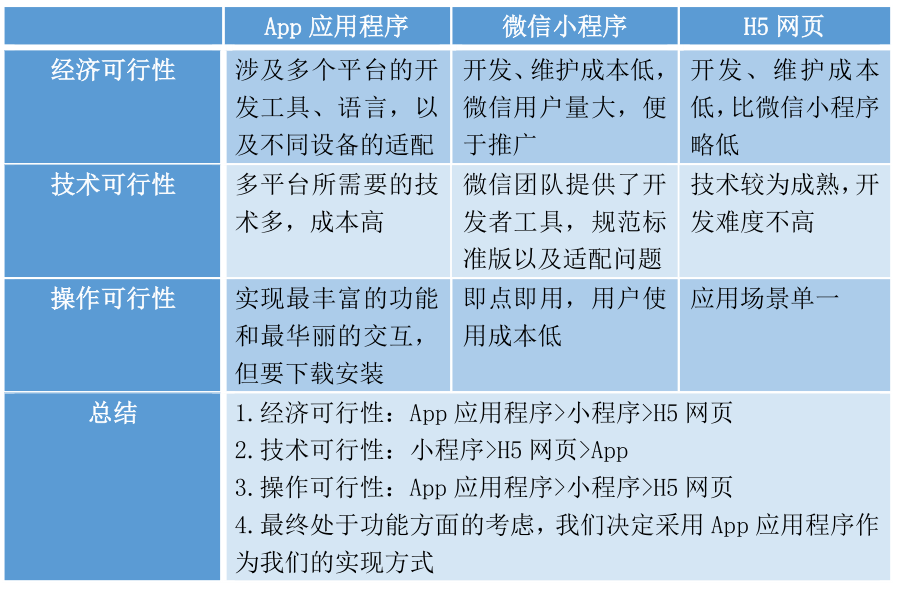 App 应用程序 微信小程序 H5 网页
经济可行性
涉及多个平台的开
发工具、语言，以
及不同设备的适配
开发、维护成本低，
微信用户量大，便
于推广
开发、维护成本
低，比微信小程序
略低
技术可行性
多平台所需要的技
术多，成本高
微信团队提供了开
发者工具，规范标
准版以及适配问题
技术较为成熟，开
发难度不高
操作可行性
实现最丰富的功能
和最华丽的交互，
但要下载安装
即点即用，用户使
用成本低
应用场景单一
总结
1.经济可行性：App 应用程序>小程序>H5 网页
2.技术可行性：小程序>H5 网页>App
3.操作可行性：App 应用程序>小程序>H5 网页
4.最终处于功能方面的考虑，我们决定采用 App 应用程序作
为我们的实现方式